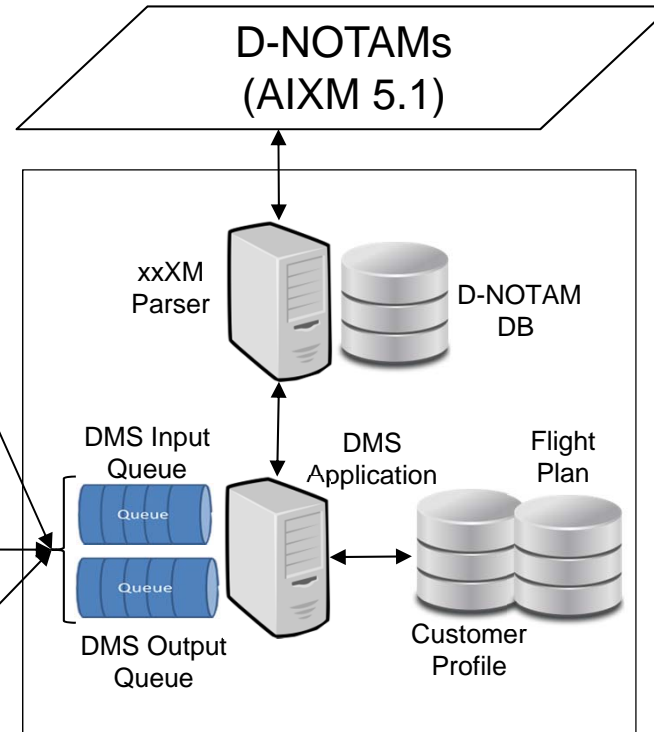 D-NOTAMs
(AIXM 5.1)
xxXM
Parser
D-NOTAM
DB
DMS Input
Queue
DMS
Application
Flight
Plan
Queue
Queue
DMS Output
Queue
Customer
Profile